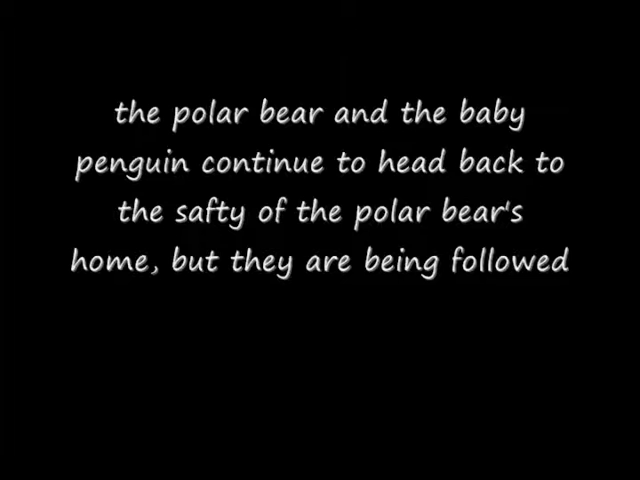 the polar bear and the baby
penguin continue to head back to
the safty of the polar bear's
home, but they are being followed